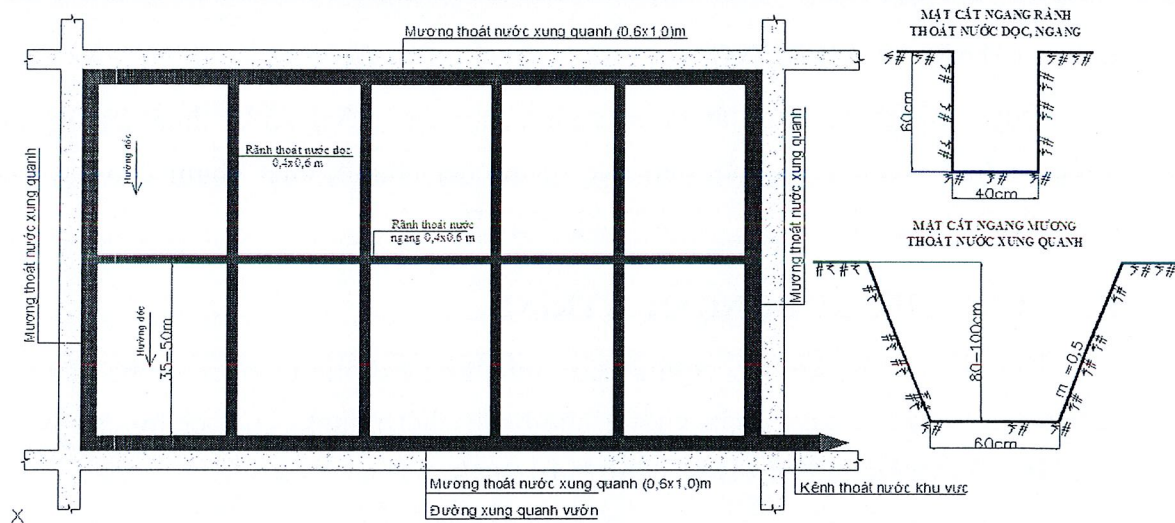 Mương thoát nước xung quanh (0,6x1,0)m
MẶT CẮT NGANG RÃNH
THOÁT NƯỚC DỌC, NGANG
60cm
40cm
Mương thoát nước xung quanh
Hướng dốc
Rãnh thoát nước dọc
0,4x0,6 m
Rãnh thoát nước
ngang 0,4x0,6 m
Mương thoát nước xung quanh
Hướng dốc
35-50m
MẶT CẮT NGANG MƯƠNG
THOÁT NƯỚC XUNG QUANH
80-100cm
m =0,5
60cm
Mương thoát nước xung quanh (0,6x1,0)m
Đường xung quanh vườn
Kênh thoát nước khu vực
X